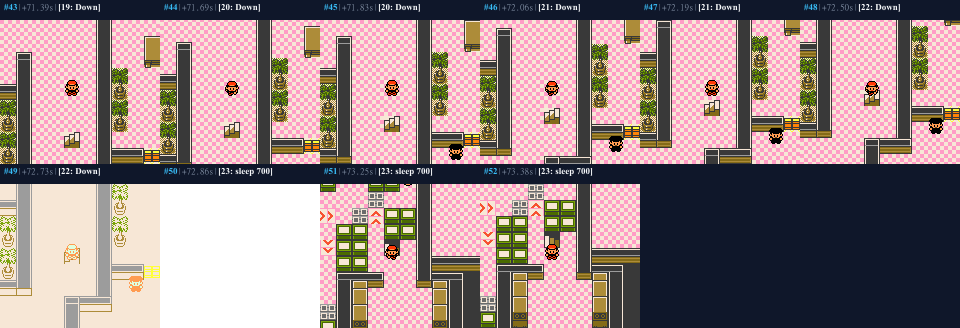 #43|+71.39s|[19: Down]
#44|+71.69s|[20: Down]
#45|+71.83s|[20: Down]
#46|+72.06s|[21: Down]
#47|+72.19s|[21: Down]
#48|+72.50s|[22: Down]
#49|+72.73s|[22: Down]
#50|+72.86s|[23: sleep 700]
#51|+73.25s|[23: sleep 700]
#52|+73.38s|[23: sleep 700]